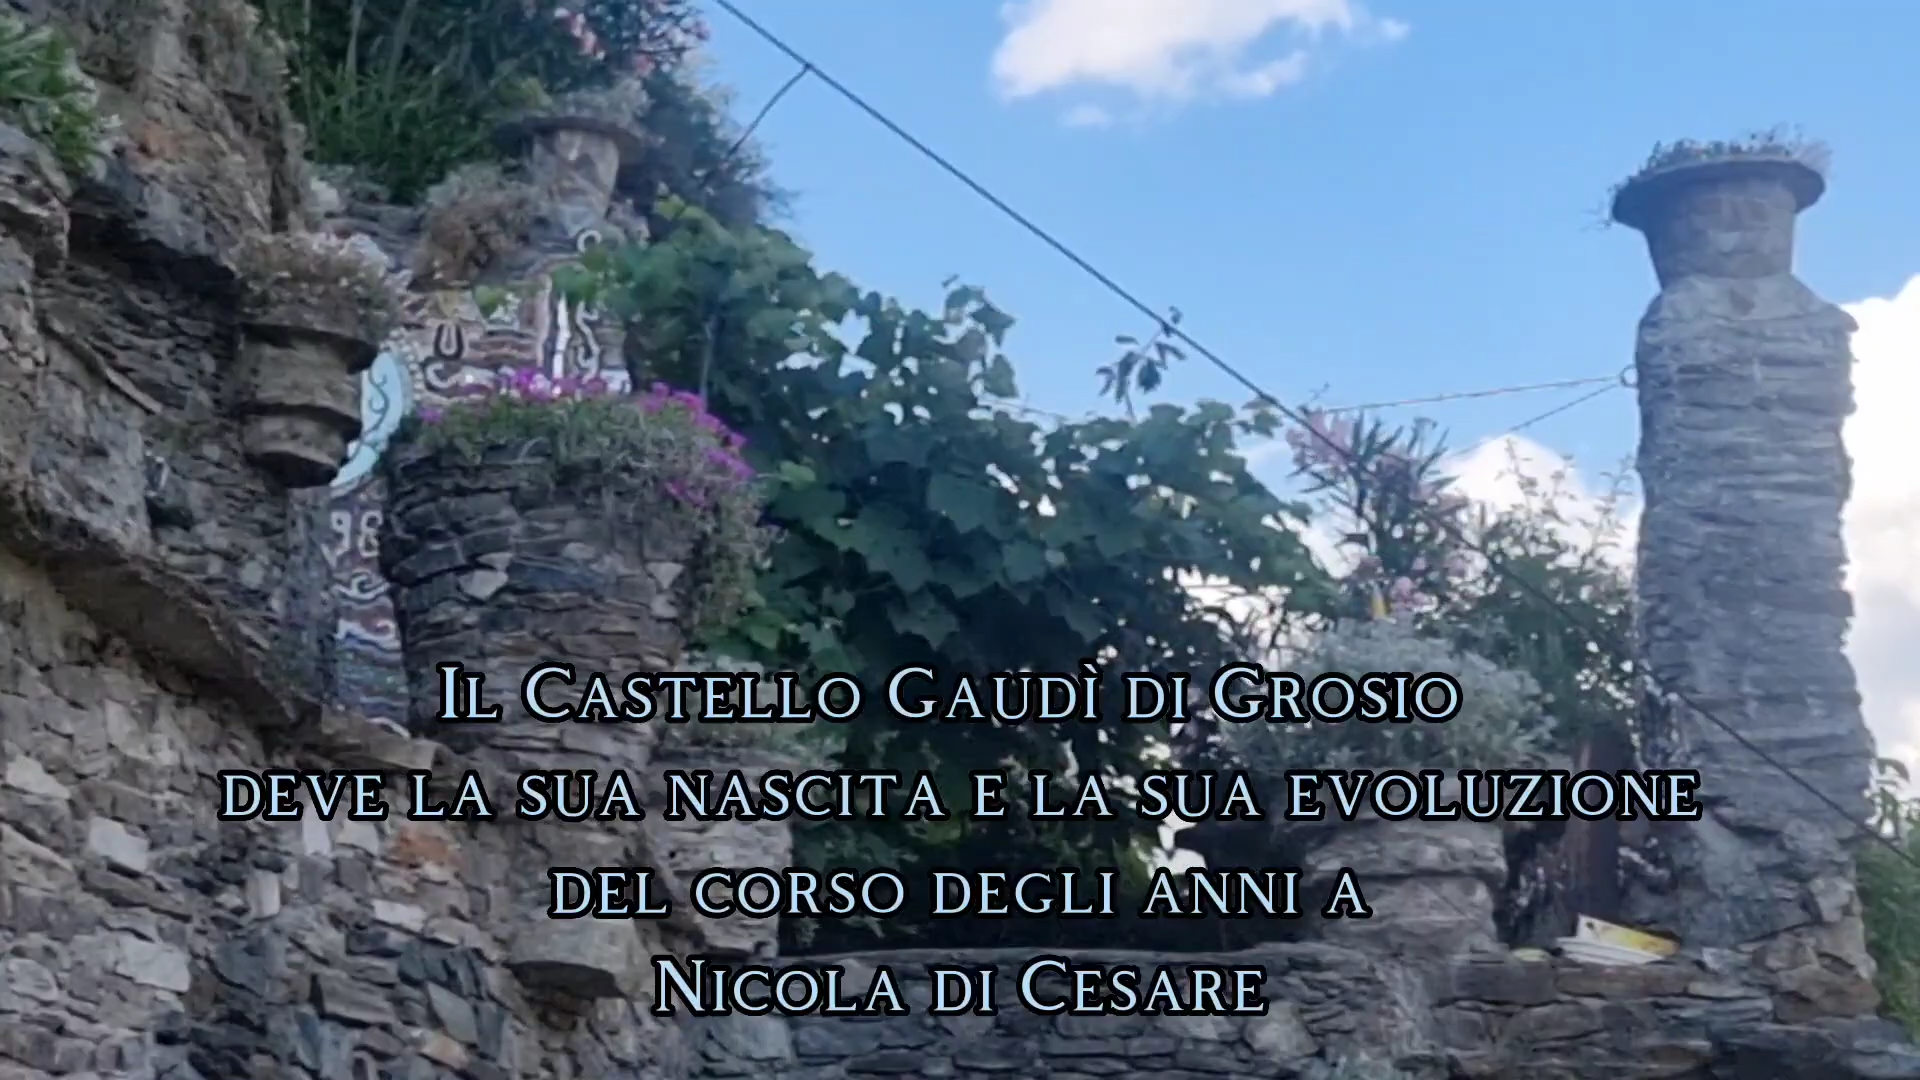 Il Castello Gaudì di Grosio
deve la sua nascita e la sua evoluzione
del corso degli anni a
Nicola di Cesare
98